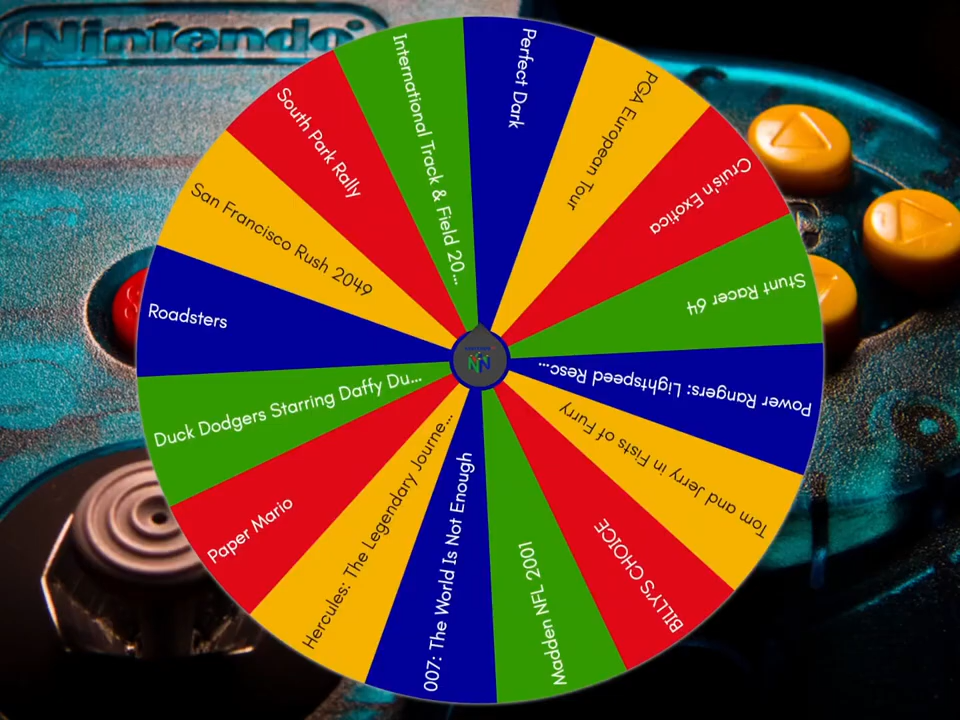 Nintendo
Perfect Dark
PGA European Tour
Cruis'n Exotica
Stunt Racer 64
Power Rangers: Lightspeed Resc...
Tom and Jerry in Fists of Furry
BILLY'S CHOICE
Madden NFL 2001
007: The World Is Not Enough
Hercules: The Legendary Journe...
Paper Mario
Duck Dodgers Starring Daffy Du...
Roadsters
San Francisco Rush 2049
South Park Rally
International Track & Field 20...